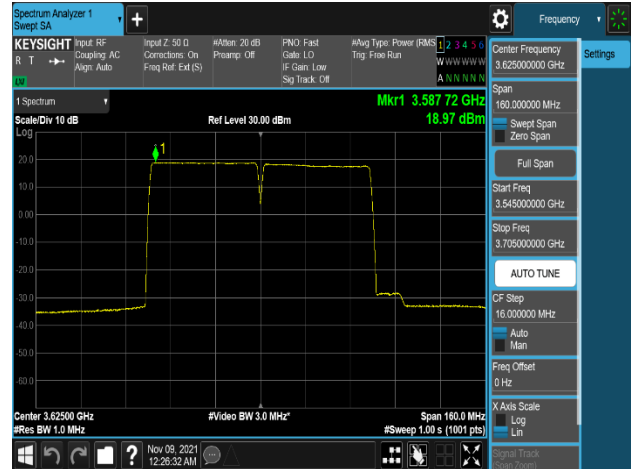 Spectrum Analyzer 1
Swept SA
Frequency
KEYSIGHT
R T
Input: RF
Coupling: AC
Align: Auto
Input Z: 50 Ω
Corrections: On
Freq Ref: Ext (S)
#Atten: 20 dB
Preamp: Off
PNO: Fast
Gate: LO
IF Gain: Low
Sig Track: Off
#Avg Type: Power (RMS
Trig: Free Run
1 2 3 4 5 6
W W W W W W
A N N N N N
1 Spectrum
Mkr1 3.587 72 GHz
Scale/Div 10 dB
Ref Level 30.00 dBm
18.97 dBm
Log
1
20.0
10.0
0.00
-10.0
-20.0
-30.0
-40.0
-50.0
-60.0
Center 3.62500 GHz
#Video BW 3.0 MHz*
Span 160.0 MHz
#Res BW 1.0 MHz
#Sweep 1.00 s (1001 pts)
Nov 09, 2021
12:26:32 AM
Center Frequency
3.625000000 GHz
Settings
Span
160.000000 MHz
Swept Span
Zero Span
Full Span
Start Freq
3.545000000 GHz
Stop Freq
3.705000000 GHz
AUTO TUNE
CF Step
16.000000 MHz
Auto
Man
Freq Offset
0 Hz
X Axis Scale
Log
Lin
Signal Track
(Span Zoom)